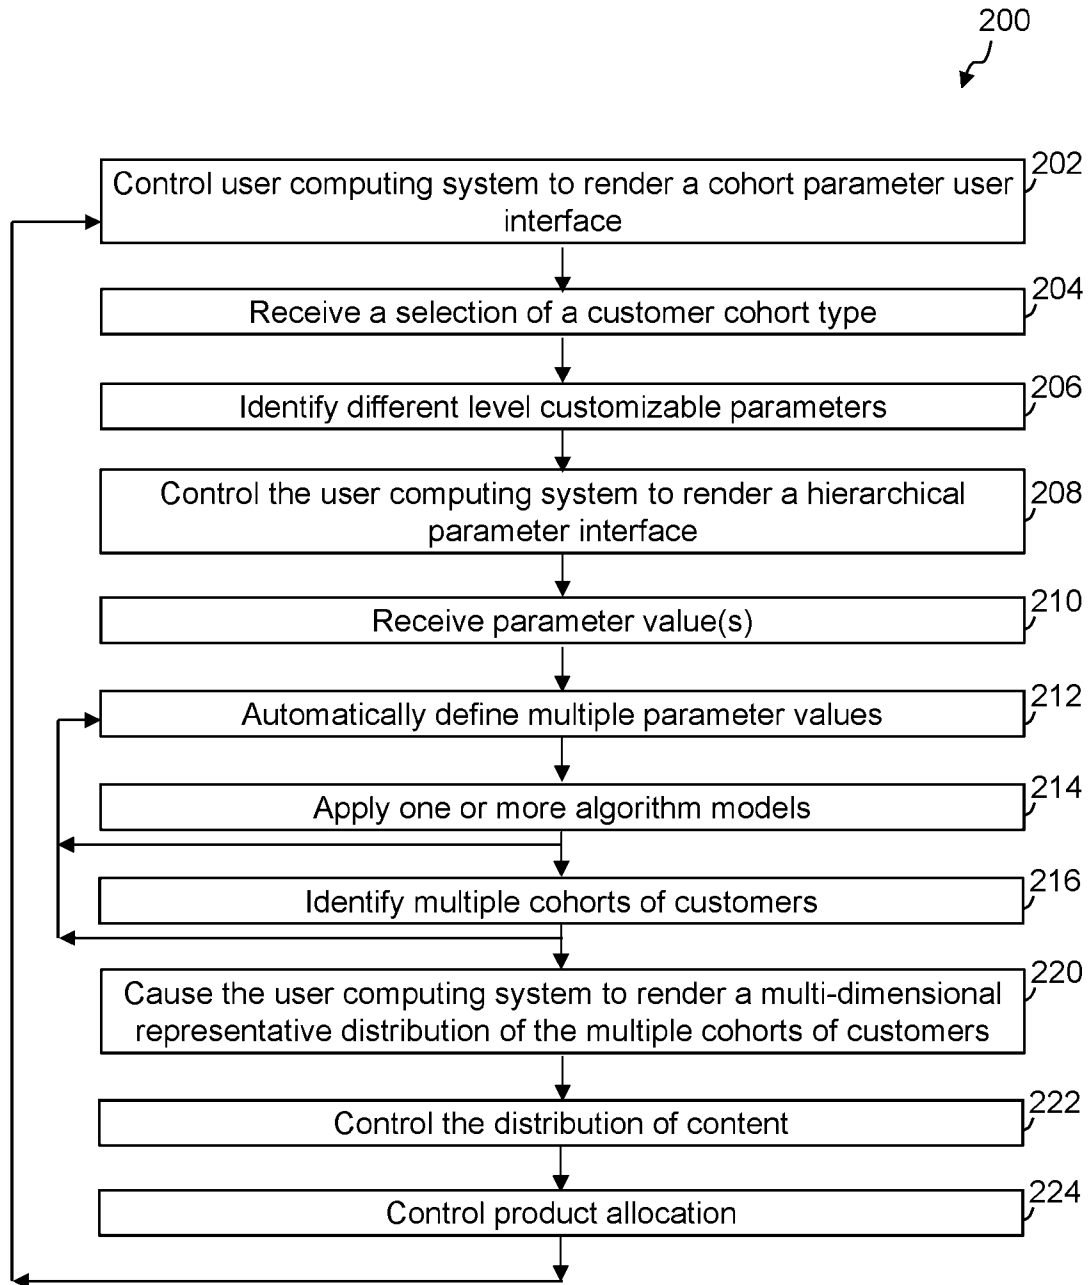 200
202
Control user computing system to render a cohort parameter user
interface
204
Receive a selection of a customer cohort type
206
Identify different level customizable parameters
208
Control the user computing system to render a hierarchical
parameter interface
210
Receive parameter value(s)
212
Automatically define multiple parameter values
214
Apply one or more algorithm models
216
Identify multiple cohorts of customers
220
Cause the user computing system to render a multi-dimensional
representative distribution of the multiple cohorts of customers
222
Control the distribution of content
224
Control product allocation